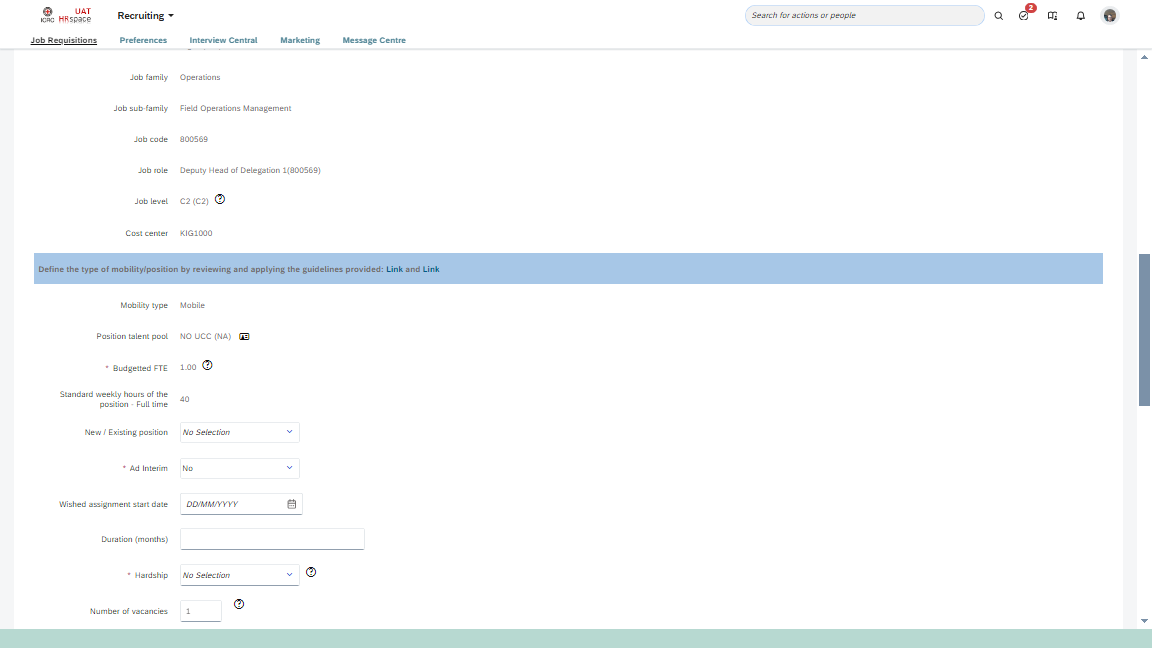 ICRC
UAT
HRspace
Recruiting
Search for actions or people
2
Job Requisitions
Preferences
Interview Central
Marketing
Message Centre
Job family Operations
Job sub-family Field Operations Management
Job code 800569
Job role Deputy Head of Delegation 1(800569)
Job level C2 (C2)
Cost center KIG1000
Define the type of mobility/position by reviewing and applying the guidelines provided: Link and Link
Mobility type Mobile
Position talent pool NO UCC (NA)
* Budgetted FTE 1.00
Standard weekly hours of the
position - Full time 40
New / Existing position No Selection
* Ad Interim No
Wished assignment start date DD/MM/YYYY
Duration (months)
* Hardship No Selection
Number of vacancies 1